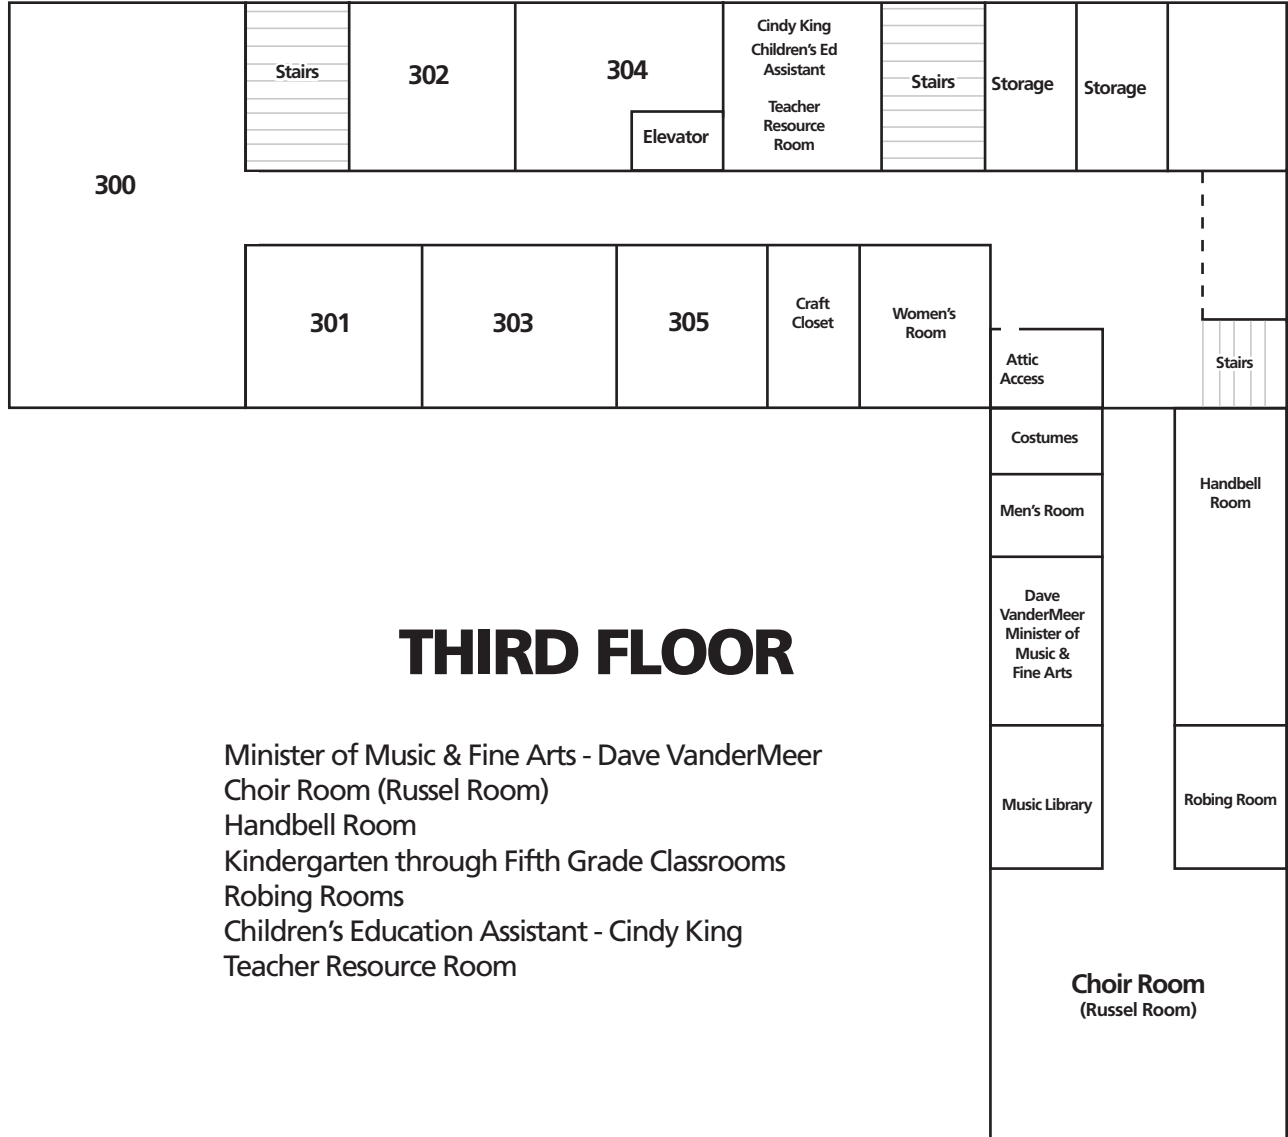 Stairs
302
304
Elevator
Cindy King
Children’s Ed
Assistant
Teacher
Resource
Room
Stairs
Storage
Storage
300
301
303
305
Craft
Closet
Women’s
Room
Attic
Access
Stairs
Costumes
Men’s Room
Handbell
Room
Dave
VanderMeer
Minister of
Music &
Fine Arts
Music Library
Robing Room
Choir Room
(Russel Room)
THIRD FLOOR
Minister of Music & Fine Arts - Dave VanderMeer
Choir Room (Russel Room)
Handbell Room
Kindergarten through Fifth Grade Classrooms
Robing Rooms
Children’s Education Assistant - Cindy King
Teacher Resource Room